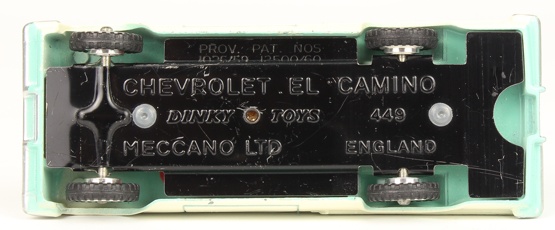 PROV. PAT. NOS
CHEVROLET EL CAMINO
DINKY TOYS 449
MECCANO LTD ENGLAND